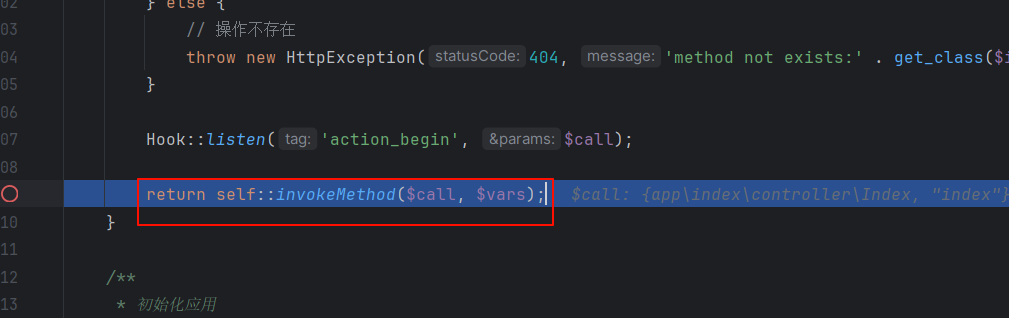 02 } else {
03 // 操作不存在
04 throw new HttpException( statusCode: 404, message: 'method not exists:' . get_class($i
05 }
06
07 Hook::listen( tag: 'action_begin', &params: $call);
08
return self::invokeMethod($call, $vars); $call: {app\index\controller\Index, "index"}
10 }
11
12 /**
13 * 初始化应用